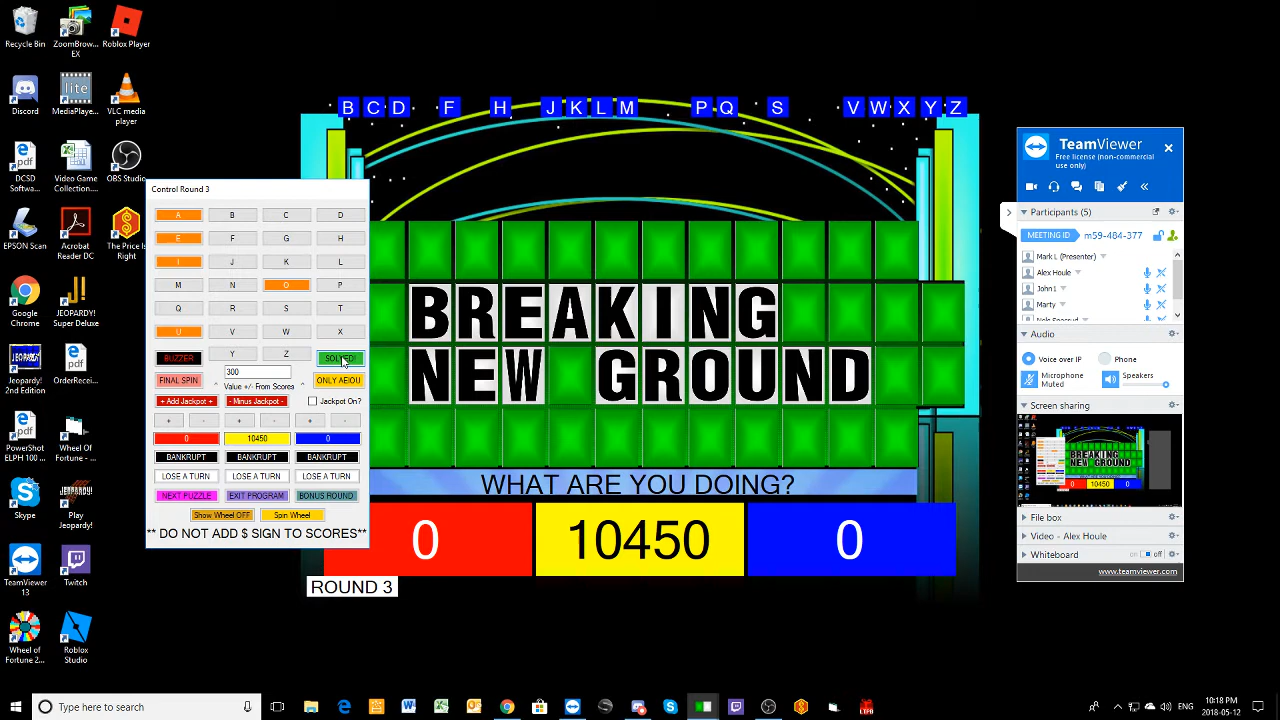 Recycle Bin
ZoomBrow... EX
Roblox Player
Discord
MediaPlaye...
VLC media player
DCSD Softwa...
Video Game Collection....
OBS Studio
EPSON Scan
Acrobat Reader DC
The Price Is Right
Google Chrome
JEOPARDY! Super Deluxe
Jeopardy! 2nd Edition
OrderRecei...
PowerShot ELPH 100 ...
Wheel Of Fortune - ...
Skype
Play Jeopardy!
TeamViewer 13
Twitch
Wheel of Fortune 2...
Roblox Studio
B C D F H J K L M P Q S V W X Y Z
Control Round 3
A B C D
E F G H
I J K L
M N O P
Q R S T
U V W X
BUZZER Y Z SOLVED!
300
FINAL SPIN Value +/- From Scores ONLY AEIOU
+ Add Jackpot + - Minus Jackpot - Jackpot On?
+ - + - + -
0 10450 0
BANKRUPT BANKRUPT BANKRUPT
LOSE A TURN LOSE A TURN LOSE A TURN
NEXT PUZZLE EXIT PROGRAM BONUS ROUND
Show Wheel OFF Spin Wheel
** DO NOT ADD $ SIGN TO SCORES**
BREAKING
NEW GROUND
WHAT ARE YOU DOING?
0 10450 0
ROUND 3
TeamViewer
Free license (non-commercial use only)
Participants (5)
MEETING ID m59-484-377
Mark L (Presenter)
Alex Houle
John1
Marty
Audio
Voice over IP Phone
Microphone Muted
Speakers
Screen sharing
BREAKING
NEW GROUND
0 10450 0
File box
Video - Alex Houle
Whiteboard on off
www.teamviewer.com
Type here to search
ENG
10:18 PM
2018-05-12